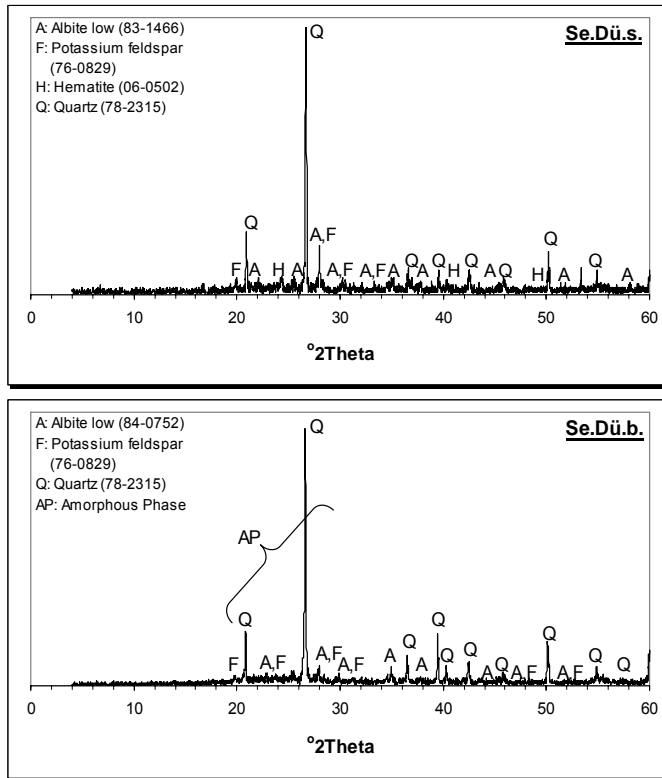 A: Albite low (83-1466)
F: Potassium feldspar
(76-0829)
H: Hematite (06-0502)
Q: Quartz (78-2315)
Se.Dü.s.
Q
Q
A,F
F A H A A,F A,F A Q A Q H Q A Q H Q A Q A
0 10 20 30 40 50 60
°2Theta
A: Albite low (84-0752)
F: Potassium feldspar
(76-0829)
Q: Quartz (78-2315)
AP: Amorphous Phase
Se.Dü.b.
Q
AP
Q
F A,F A,F A,F A Q A Q Q Q A Q A,F Q A,F Q Q
0 10 20 30 40 50 60
°2Theta